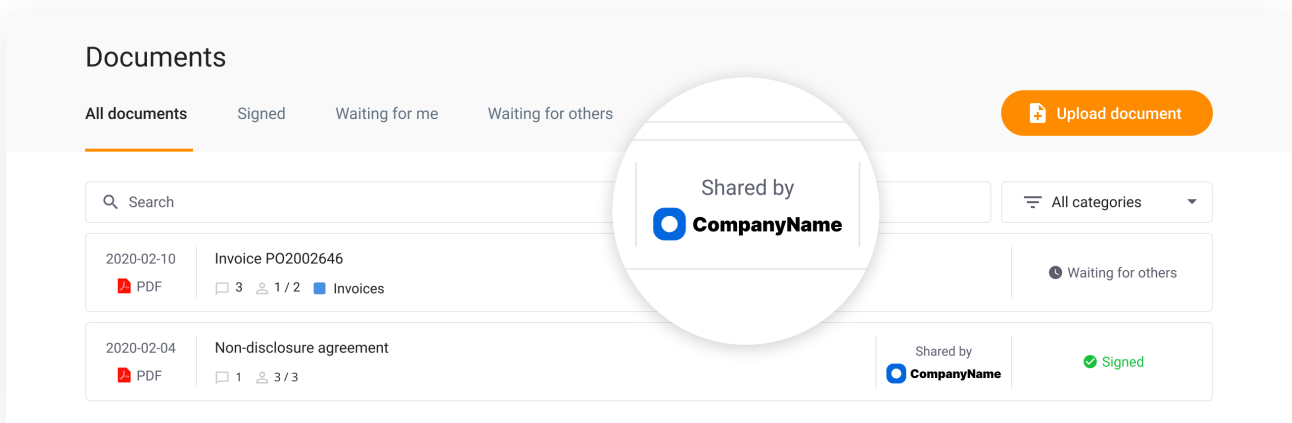 Documents
All documents Signed Waiting for me Waiting for others
Upload document
Search
All categories
Shared by
CompanyName
2020-02-10
PDF
Invoice PO2002646
3 1 / 2 Invoices
Waiting for others
2020-02-04
PDF
Non-disclosure agreement
1 3 / 3
Shared by
CompanyName
Signed